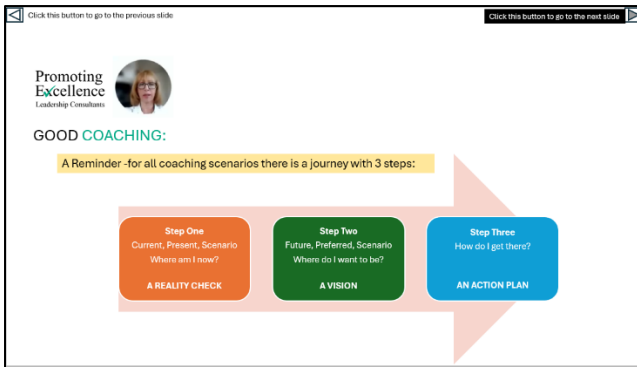 Click this button to go to the previous slide
Click this button to go to the next slide
Promoting
Excellence
Leadership Consultants
GOOD COACHING:
A Reminder -for all coaching scenarios there is a journey with 3 steps:
Step One
Current, Present, Scenario
Where am I now?
A REALITY CHECK
Step Two
Future, Preferred, Scenario
Where do I want to be?
A VISION
Step Three
How do I get there?
AN ACTION PLAN